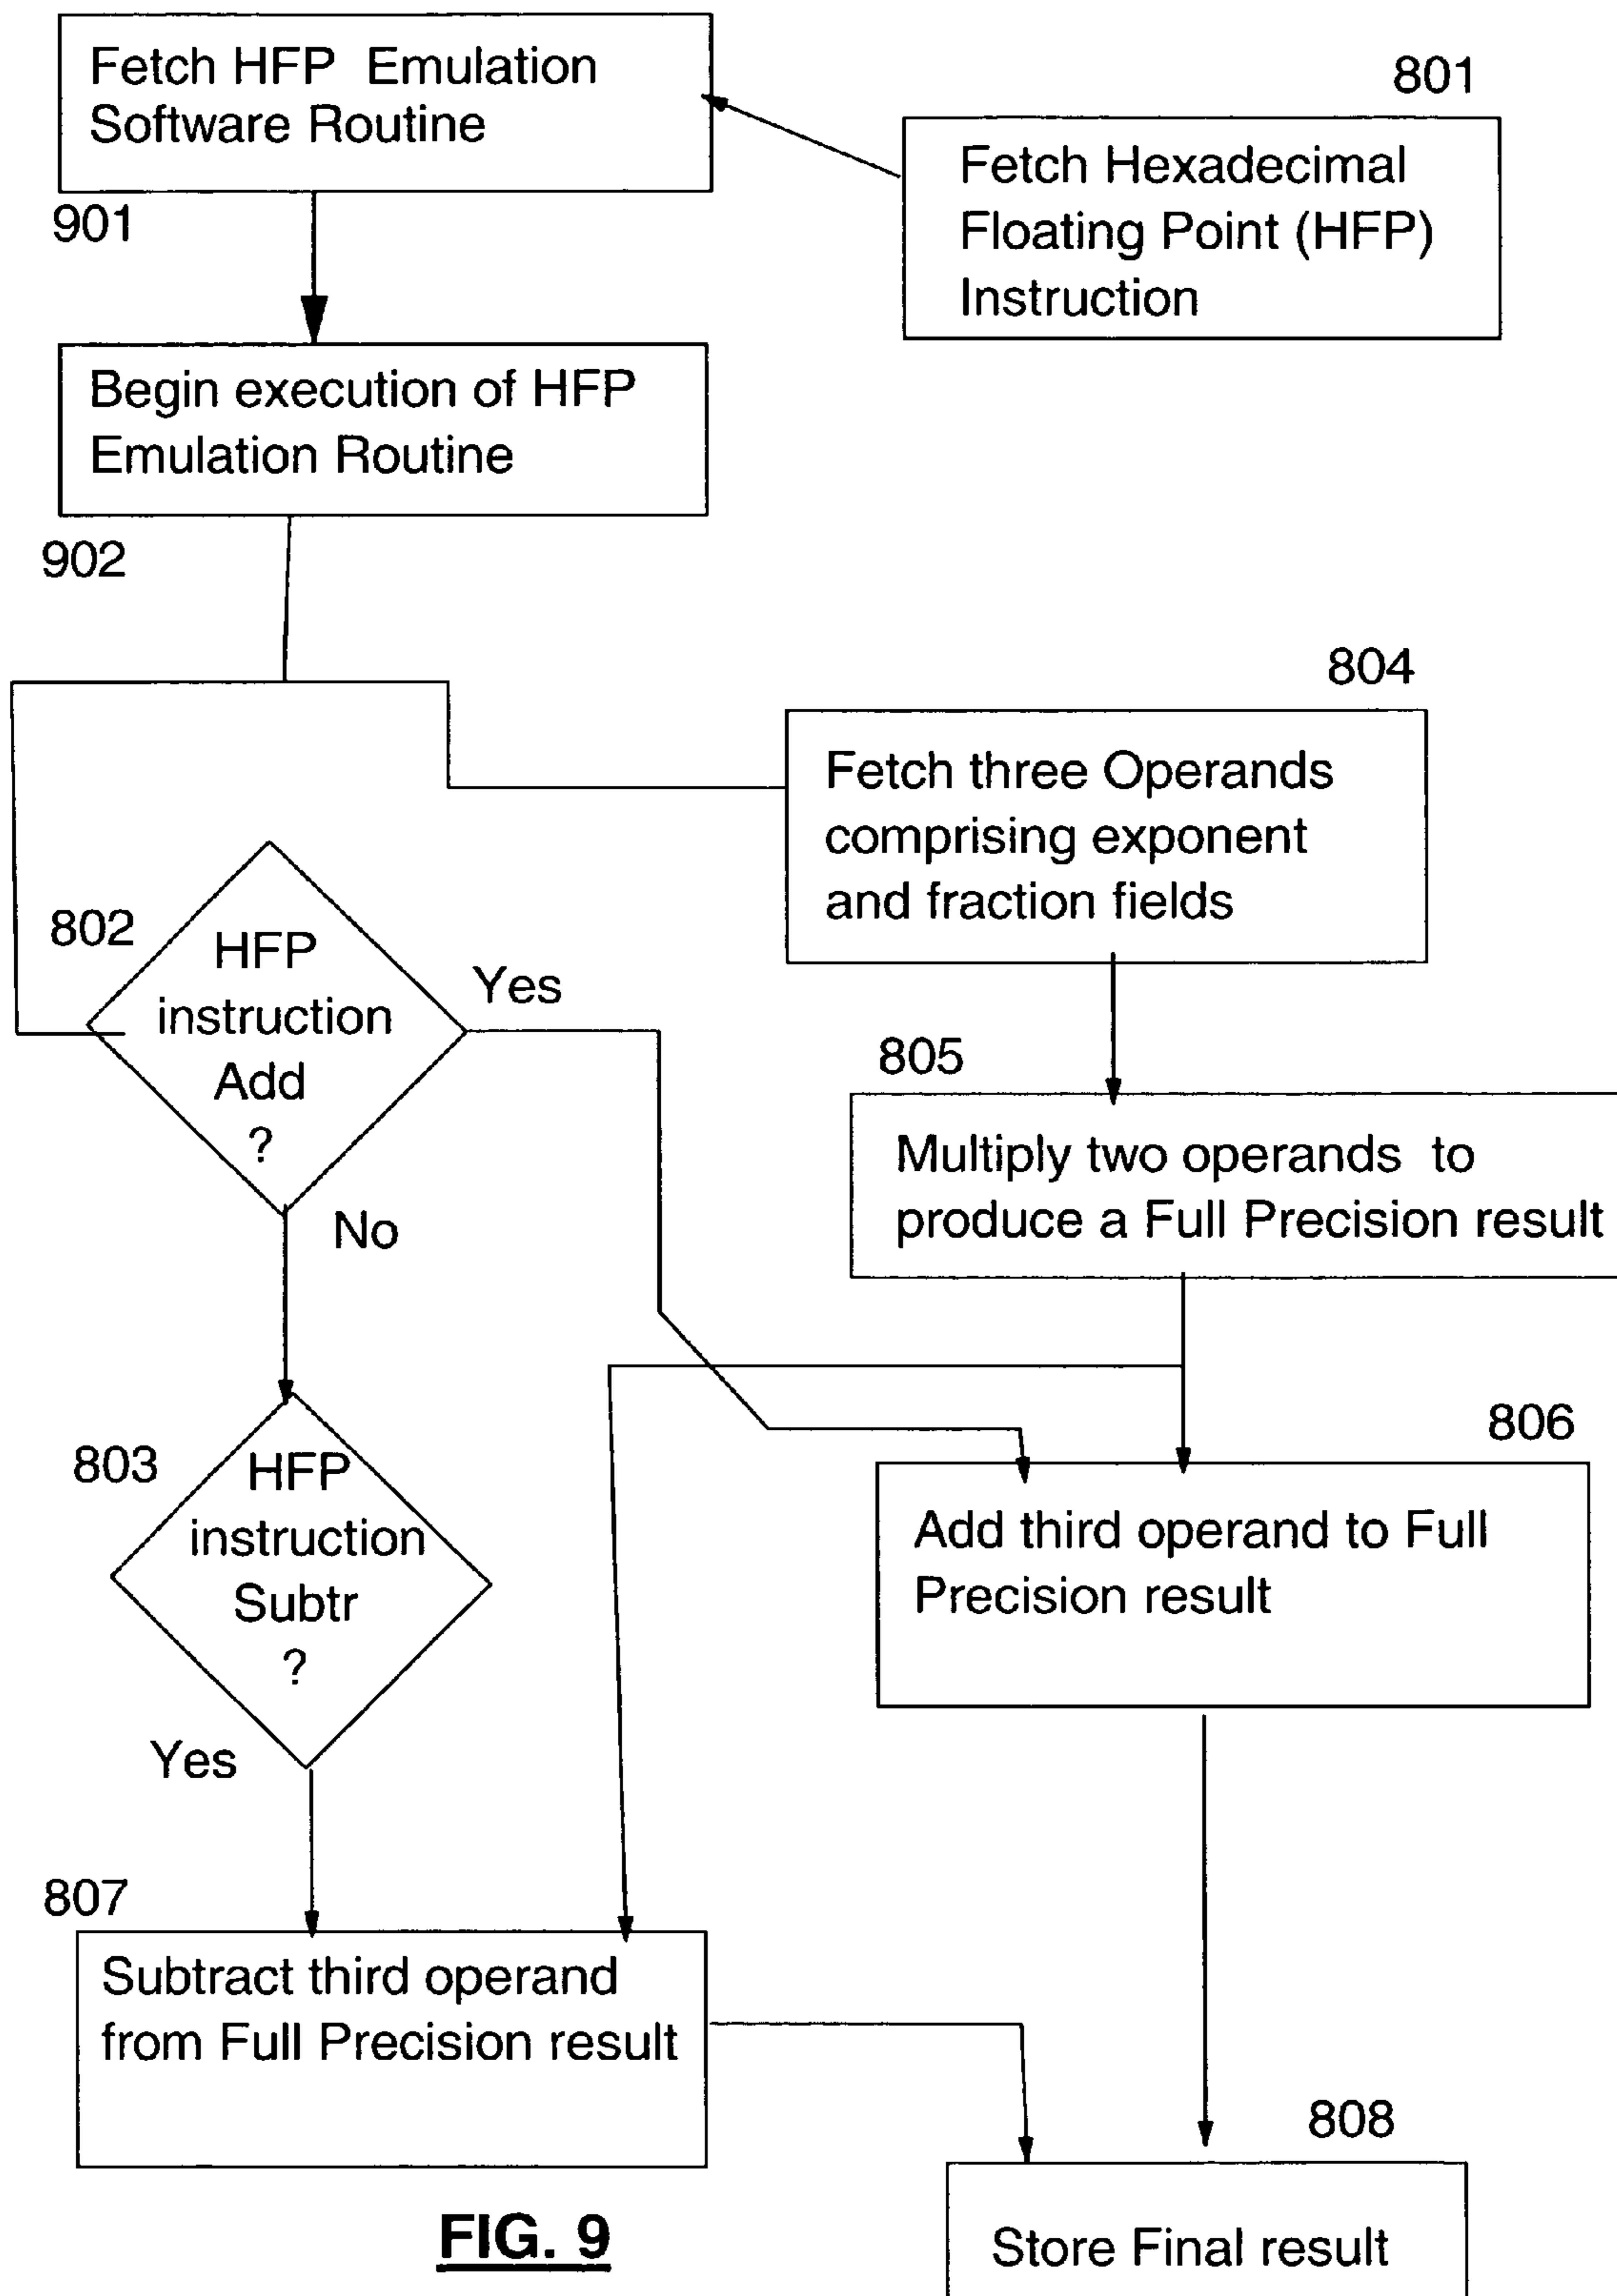 Fetch HFP Emulation
Software Routine
901
801
Fetch Hexadecimal
Floating Point (HFP)
Instruction
Begin execution of HFP
Emulation Routine
902
804
Fetch three Operands
comprising exponent
and fraction fields
802
HFP
instruction
Add
?
Yes
No
805
Multiply two operands to
produce a Full Precision result
803
HFP
instruction
Subtr
?
Yes
806
Add third operand to Full
Precision result
807
Subtract third operand
from Full Precision result
808
Store Final result
FIG. 9